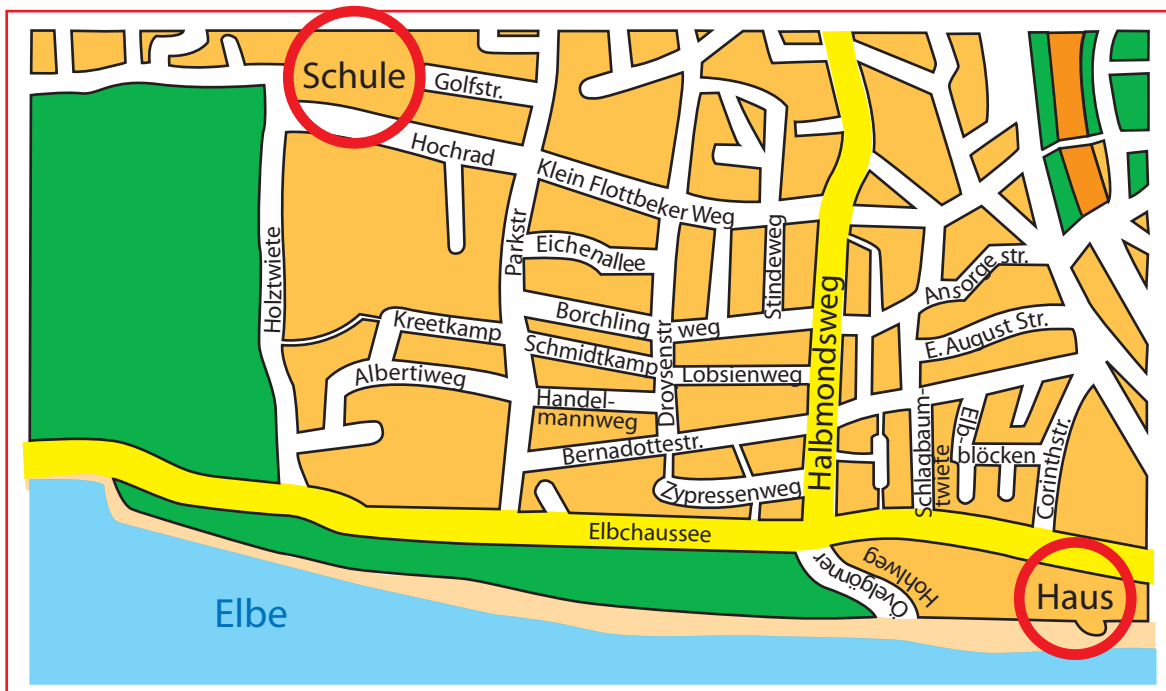 Schule
Golfstr.
Hochrad
Klein Flottbeker Weg
Parkstr
Eichenallee
Holztwiete
Stindeweg
Halbmondsweg
Ansorge str.
Borchling weg
Kreetkamp
Schmidtkamp
Droysenstr
E. August Str.
Albertiweg
Lobsienweg
Handel-
mannweg
Schlagbaum-
twiete
Elb-
blöcken
Corinthstr.
Bernadottestr.
Zypressenweg
Elbchaussee
Övelgönner
Hohlweg
Haus
Elbe